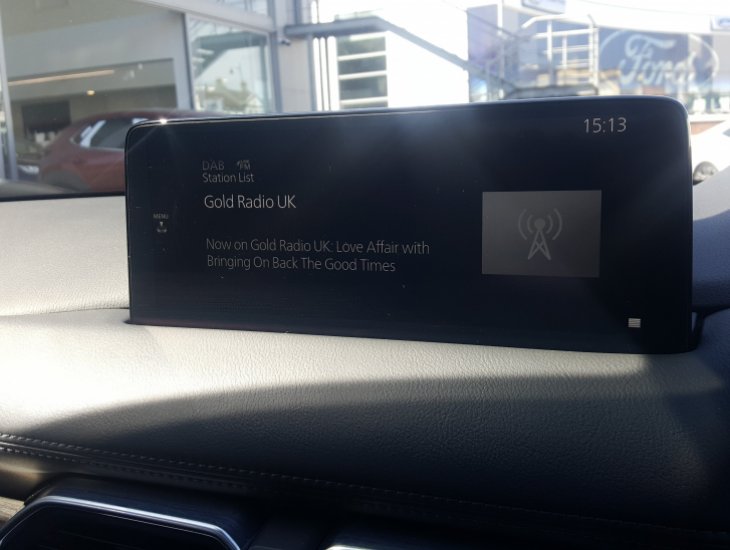 Ford
15:13
DAB
Station List
Gold Radio UK
MENU
Now on Gold Radio UK: Love Affair with
Bringing On Back The Good Times